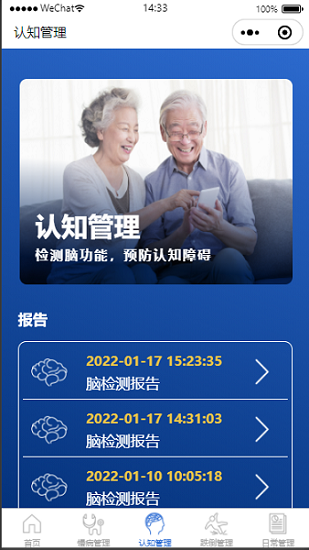 WeChat
14:33
100%
认知管理
认知管理
检测脑功能，预防认知障碍
报告
2022-01-17 15:23:35
脑检测报告
2022-01-17 14:31:03
脑检测报告
2022-01-10 10:05:18
脑检测报告
首页
慢病管理
认知管理
跌倒管理
日常管理